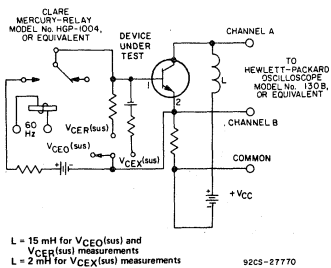 CLARE
MERCURY-RELAY
MODEL No. HGP-1004,
OR EQUIVALENT
DEVICE
UNDER
TEST
CHANNEL A
1
2
L
TO
HEWLETT-PACKARD
OSCILLOSCOPE
MODEL No. 130B,
OR EQUIVALENT
CHANNEL B
60
Hz
VCER(sus)
VCEO(sus)
VCEX(sus)
COMMON
- +
+
-
+VCC
L = 15 mH for VCEO(sus) and
VCER(sus) measurements
L = 2 mH for VCEX(sus) measurements
92CS-27770